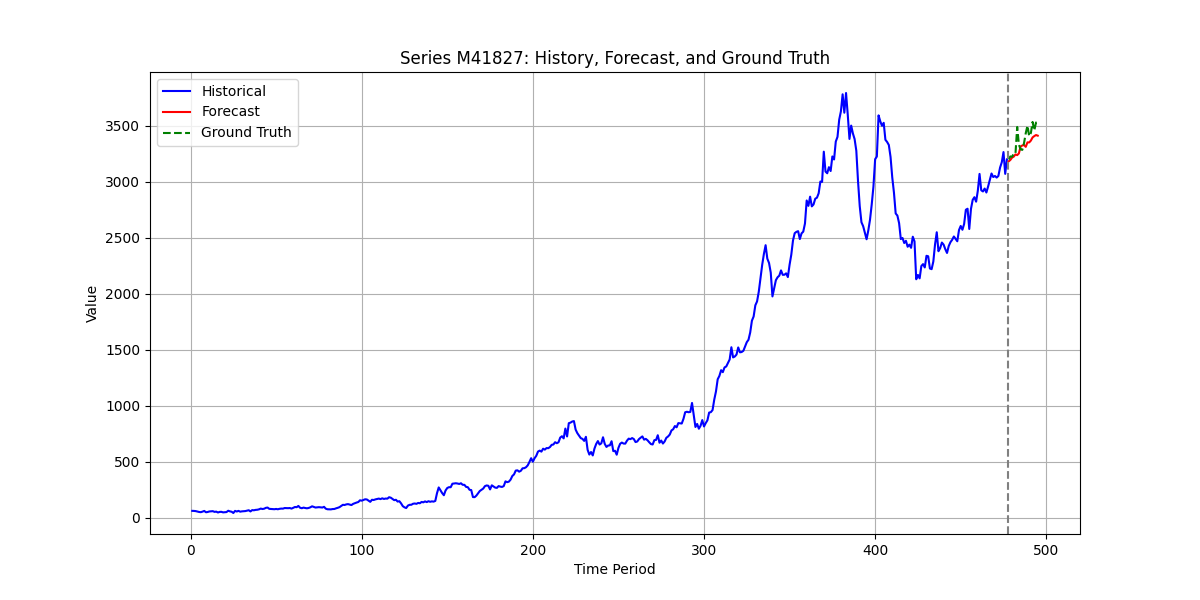 Series M41827: History, Forecast, and Ground Truth
Historical
Forecast
Ground Truth
3500
3000
2500
2000
1500
1000
500
0
Value
0 100 200 300 400 500
Time Period